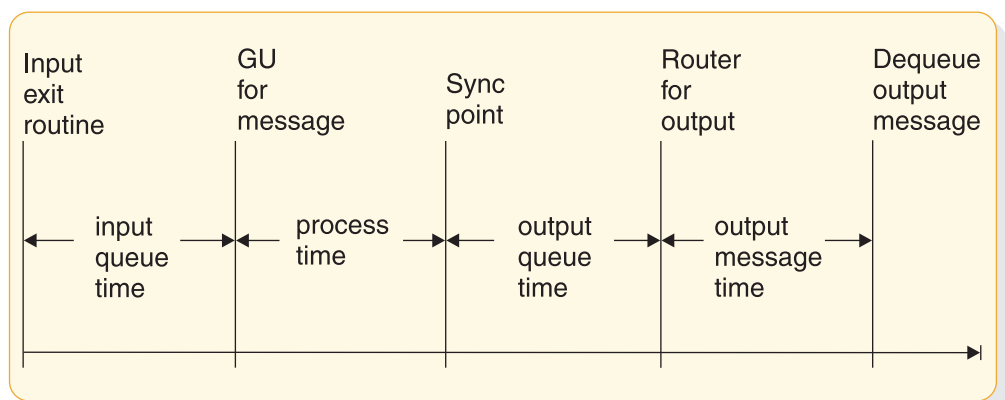 Input
exit
routine
GU
for
message
Sync
point
Router
for
output
Dequeue
output
message
input
queue
time
process
time
output
queue
time
output
message
time